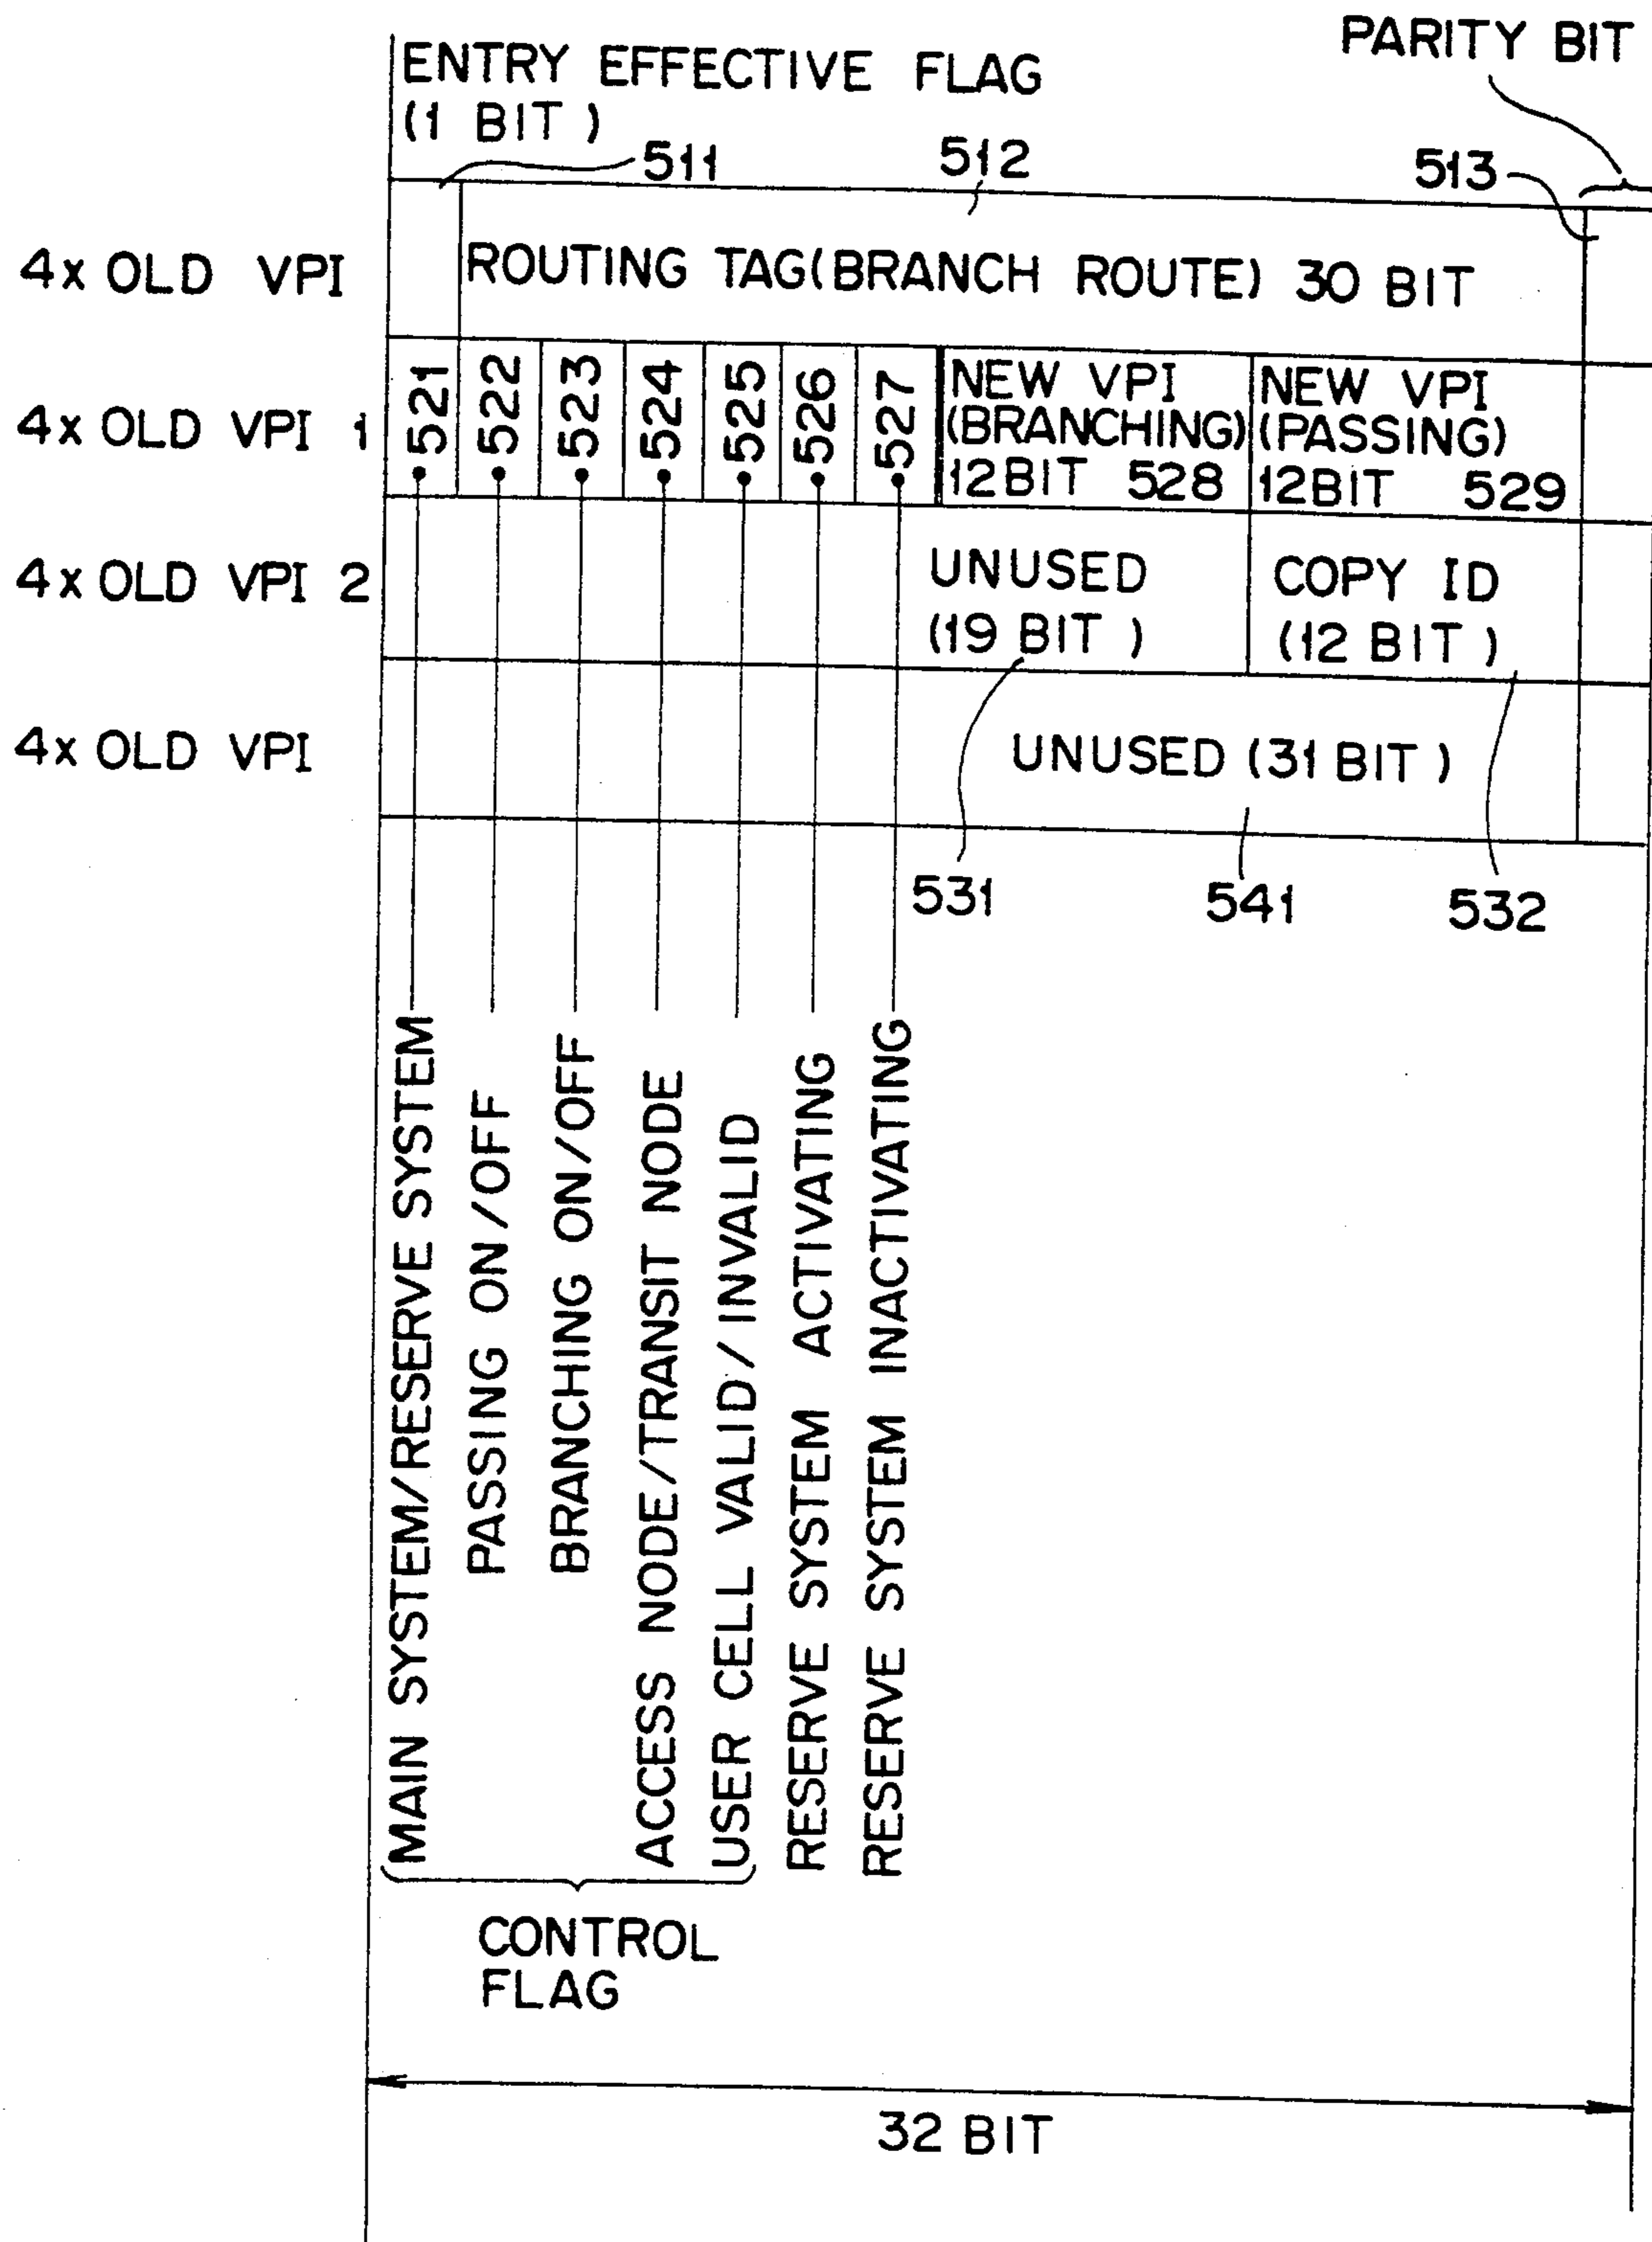 PARITY BIT
ENTRY EFFECTIVE FLAG
(1 BIT)
511
512
513
4x OLD VPI
ROUTING TAG(BRANCH ROUTE) 30 BIT
4x OLD VPI 1
521
522
523
524
525
526
527
NEW VPI
(BRANCHING)
12BIT 528
NEW VPI
(PASSING)
12BIT 529
4x OLD VPI 2
UNUSED
(19 BIT)
COPY ID
(12 BIT)
4x OLD VPI
UNUSED (31 BIT)
531
541
532
MAIN SYSTEM/RESERVE SYSTEM
PASSING ON/OFF
BRANCHING ON/OFF
ACCESS NODE/TRANSIT NODE
USER CELL VALID/INVALID
RESERVE SYSTEM ACTIVATING
RESERVE SYSTEM INACTIVATING
CONTROL
FLAG
32 BIT